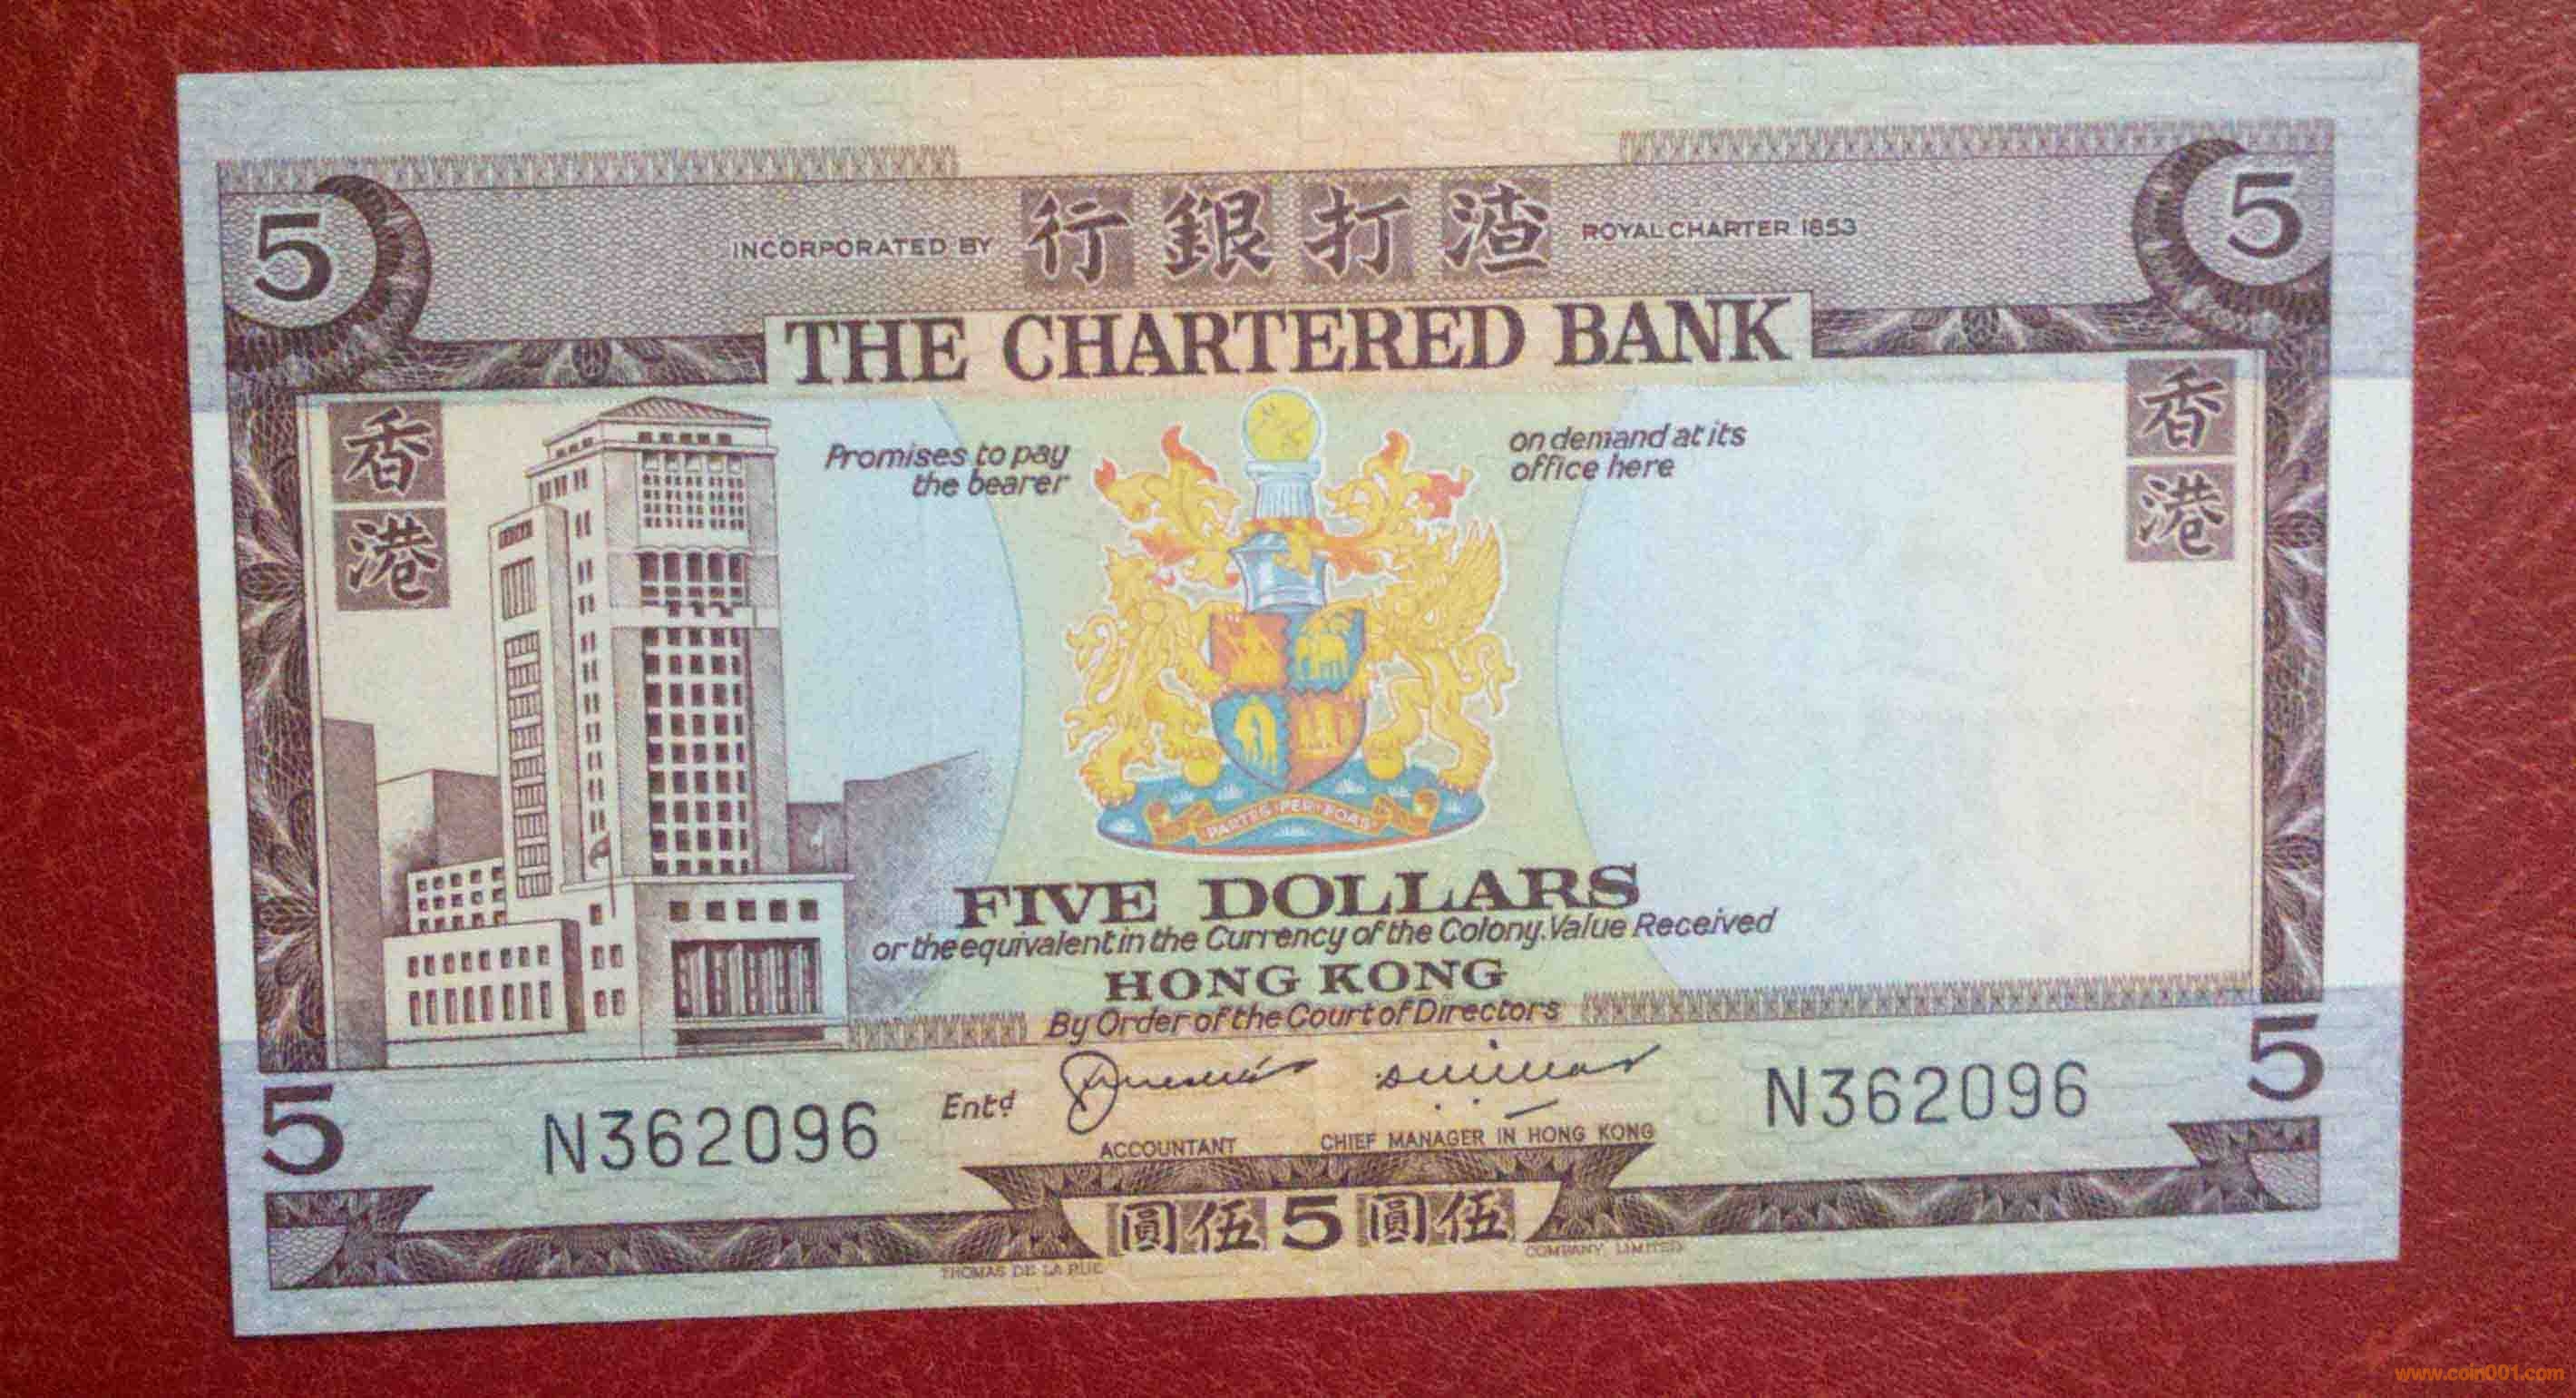 5
5
INCORPORATED BY 行銀打渣 ROYAL CHARTER 1853
THE CHARTERED BANK
香港
香港
Promises to pay
the bearer
on demand at its
office here
FIVE DOLLARS
or the equivalent in the Currency of the Colony. Value Received
HONG KONG
By Order of the Court of Directors
5
5
N362096
Entd
N362096
ACCOUNTANT
CHIEF MANAGER IN HONG KONG
圓伍5圓伍
THOMAS DE LA RUE
COMPANY, LIMITED
www.coin001.com